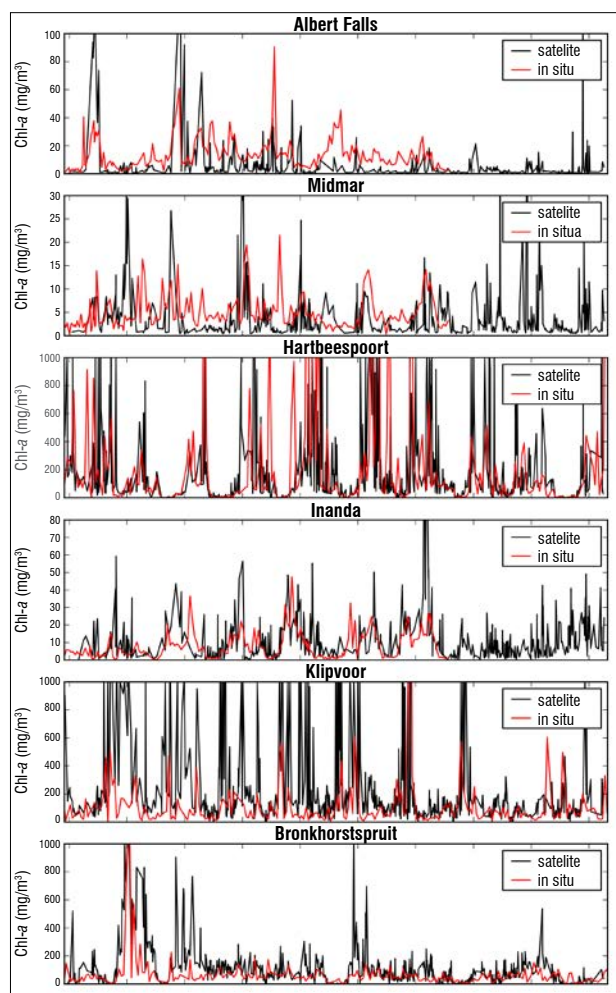 Albert Falls
Chl-a (mg/m³)
100
80
60
40
20
0
satelite
in situ
Midmar
Chl-a (mg/m³)
30
25
20
15
10
5
0
satelite
in situa
Hartbeespoort
Chl-a (mg/m³)
1000
800
600
400
200
0
satelite
in situ
Inanda
Chl-a (mg/m³)
80
70
60
50
40
30
20
10
0
satelite
in situ
Klipvoor
Chl-a (mg/m³)
1000
800
600
400
200
0
satelite
in situ
Bronkhorstspruit
Chl-a (mg/m³)
1000
800
600
400
200
0
satelite
in situ